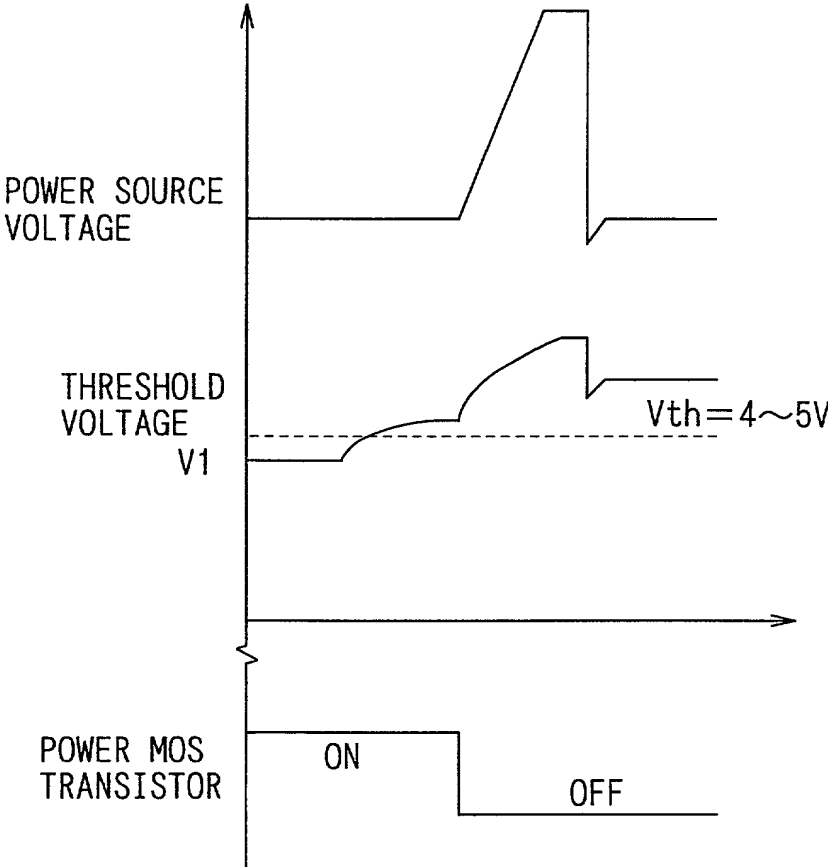 POWER SOURCE
VOLTAGE
THRESHOLD
VOLTAGE
Vth=4~5V
V1
POWER MOS
TRANSISTOR
ON
OFF